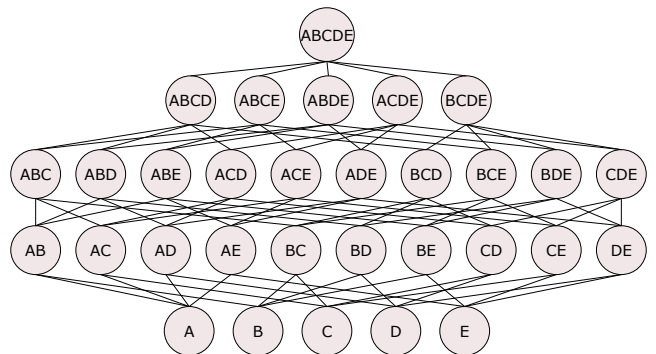 ABCDE
ABCD ABCE ABDE ACDE BCDE
ABC ABD ABE ACD ACE ADE BCD BCE BDE CDE
AB AC AD AE BC BD BE CD CE DE
A B C D E